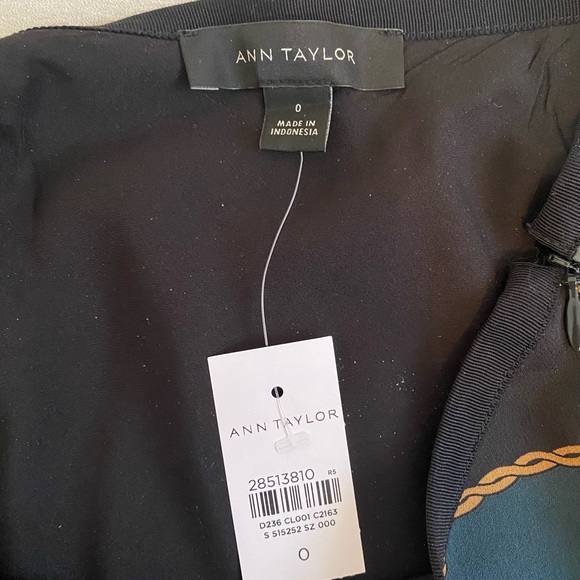 ANN TAYLOR
0
MADE IN
INDONESIA
ANN TAYLOR
28513810 R5
D236 CL001 C2163
S 515252 SZ 000
0